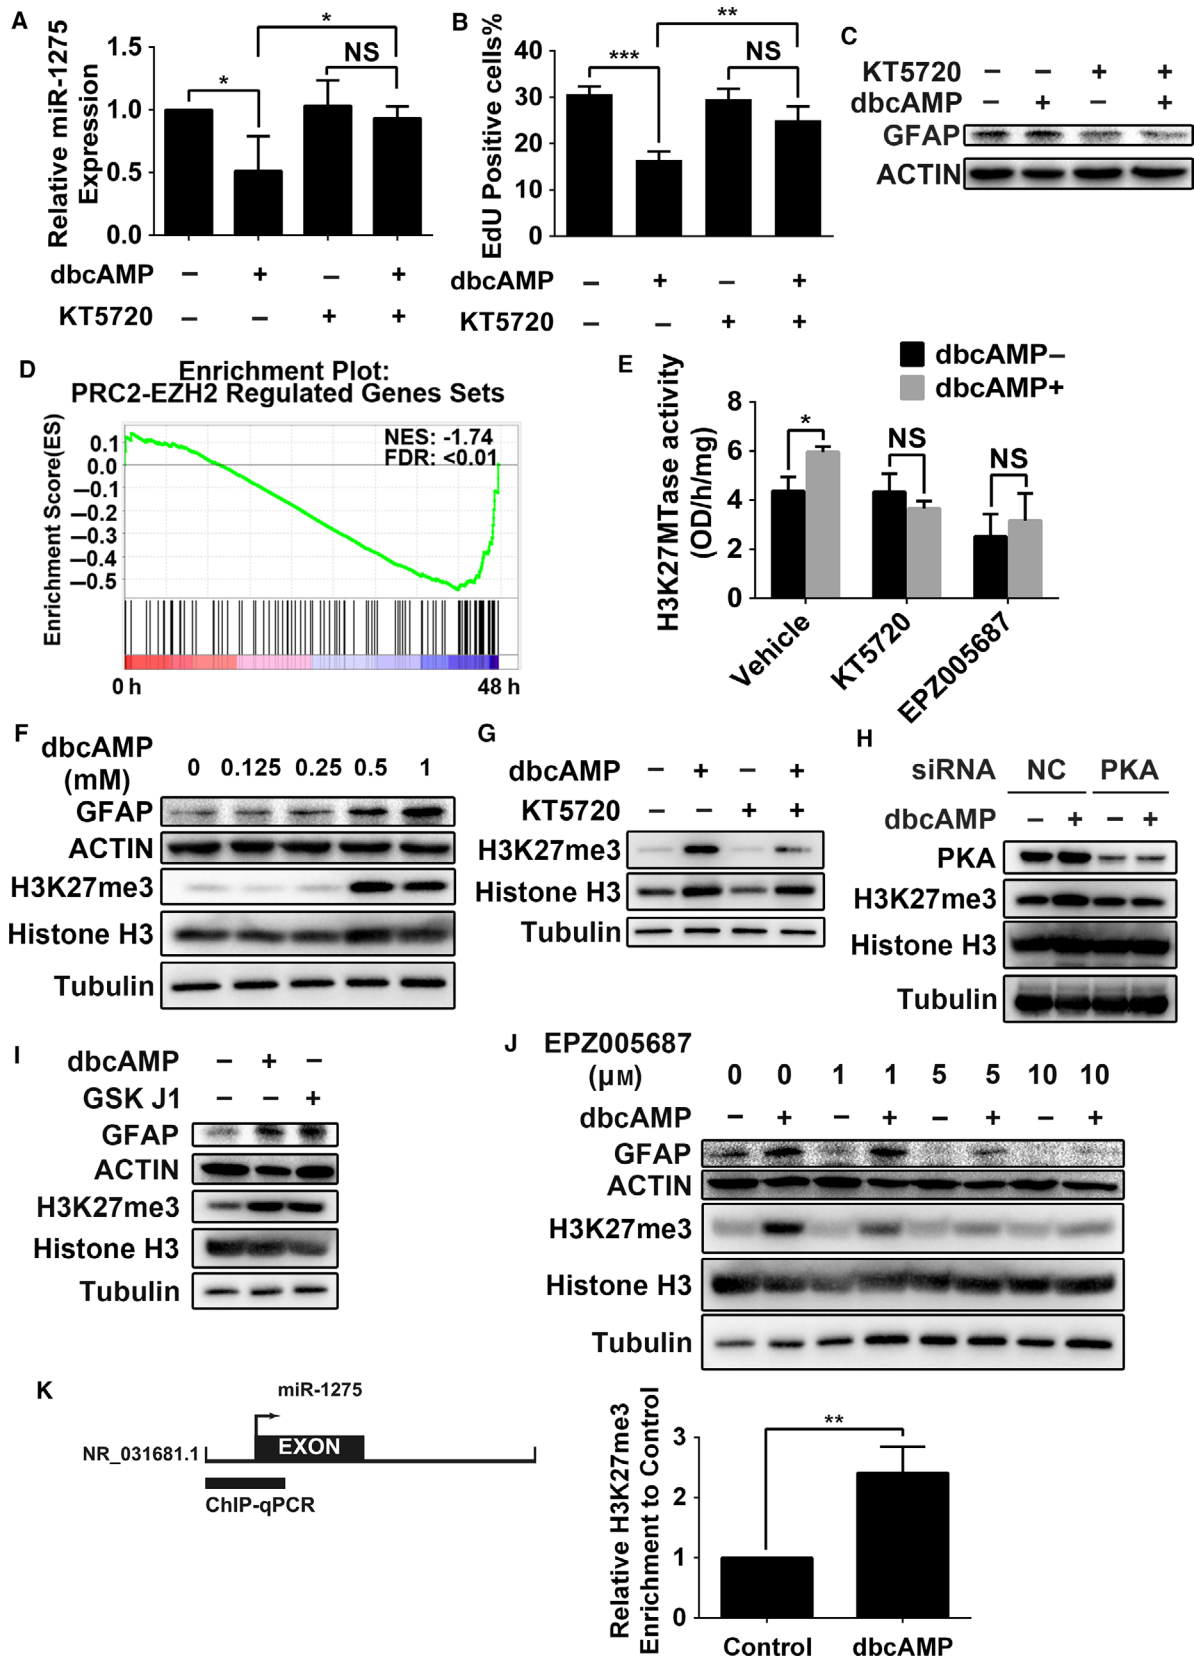 A
Relative miR-1275
Expression
1.5
1.0
0.5
0.0
*
*
NS
dbcAMP – + – +
KT5720 – – + +
B
EdU Positive cells%
40
30
20
10
0
***
**
NS
dbcAMP – + – +
KT5720 – – + +
C
KT5720 – – + +
dbcAMP – + – +
GFAP
ACTIN
D
Enrichment Plot:
PRC2-EZH2 Regulated Genes Sets
Enrichment Score(ES)
0.1
0.0
–0.1
–0.2
–0.3
–0.4
–0.5
NES: -1.74
FDR: <0.01
0 h 48 h
E
dbcAMP–
dbcAMP+
H3K27MTase activity
(OD/h/mg)
8
6
4
2
0
*
NS
NS
Vehicle
KT5720
EPZ005687
F
dbcAMP
(mM) 0 0.125 0.25 0.5 1
GFAP
ACTIN
H3K27me3
Histone H3
Tubulin
G
dbcAMP – + – +
KT5720 – – + +
H3K27me3
Histone H3
Tubulin
H
siRNA NC PKA
dbcAMP – + – +
PKA
H3K27me3
Histone H3
Tubulin
I
dbcAMP – + –
GSK J1 – – +
GFAP
ACTIN
H3K27me3
Histone H3
Tubulin
J
EPZ005687
(μM) 0 0 1 1 5 5 10 10
dbcAMP – + – + – + – +
GFAP
ACTIN
H3K27me3
Histone H3
Tubulin
K
miR-1275
NR_031681.1
EXON
ChIP-qPCR
Relative H3K27me3
Enrichment to Control
3
2
1
0
**
Control dbcAMP